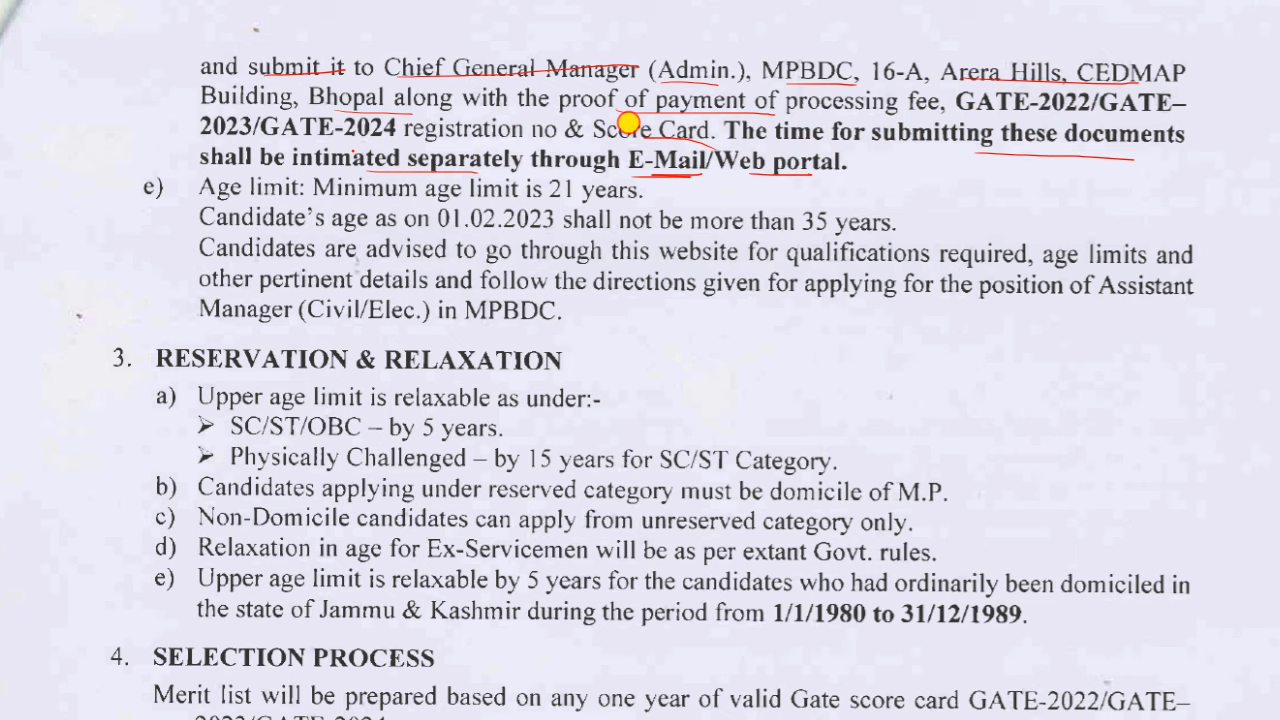 and submit it to Chief General Manager (Admin.), MPBDC, 16-A, Arera Hills, CEDMAP
Building, Bhopal along with the proof of payment of processing fee, GATE-2022/GATE–
2023/GATE-2024 registration no & Score Card. The time for submitting these documents
shall be intimated separately through E-Mail/Web portal.
e) Age limit: Minimum age limit is 21 years.
Candidate's age as on 01.02.2023 shall not be more than 35 years.
Candidates are advised to go through this website for qualifications required, age limits and
other pertinent details and follow the directions given for applying for the position of Assistant
Manager (Civil/Elec.) in MPBDC.
3. RESERVATION & RELAXATION
a) Upper age limit is relaxable as under:-
➢ SC/ST/OBC – by 5 years.
➢ Physically Challenged – by 15 years for SC/ST Category.
b) Candidates applying under reserved category must be domicile of M.P.
c) Non-Domicile candidates can apply from unreserved category only.
d) Relaxation in age for Ex-Servicemen will be as per extant Govt. rules.
e) Upper age limit is relaxable by 5 years for the candidates who had ordinarily been domiciled in
the state of Jammu & Kashmir during the period from 1/1/1980 to 31/12/1989.
4. SELECTION PROCESS
Merit list will be prepared based on any one year of valid Gate score card GATE-2022/GATE–
2023/GATE-2024